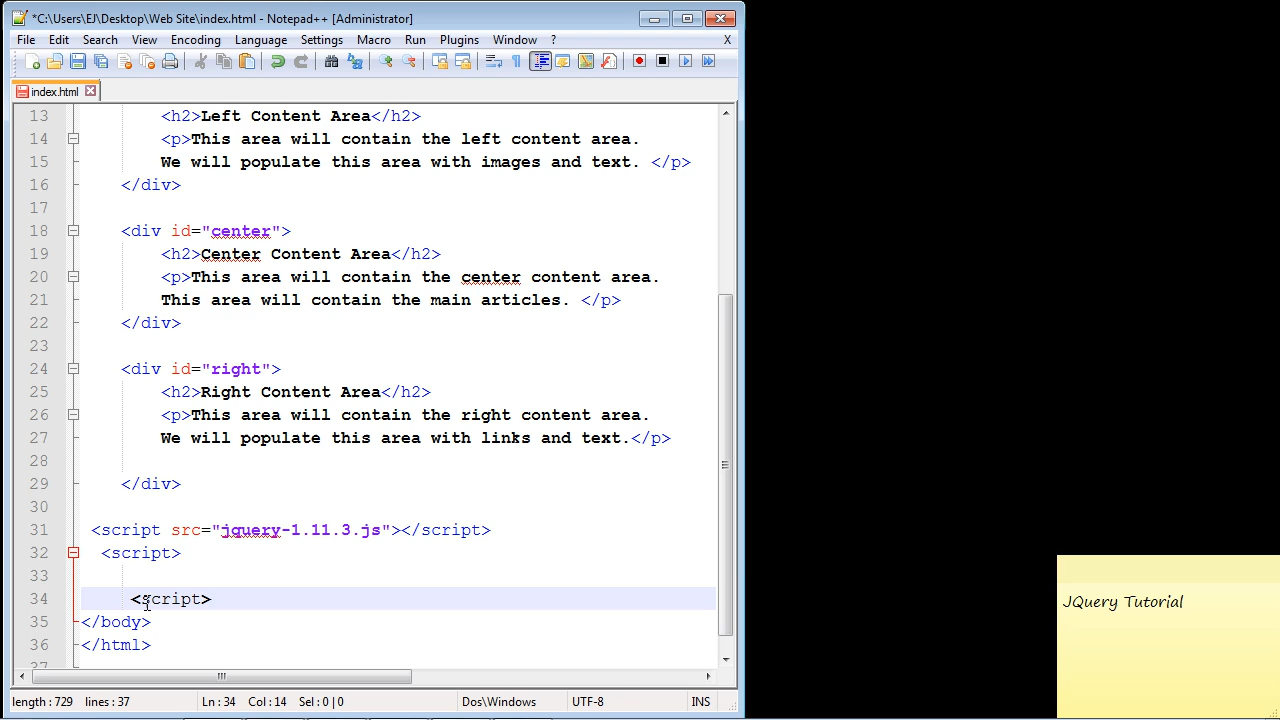 *C:\Users\EJ\Desktop\Web Site\index.html - Notepad++ [Administrator]
File Edit Search View Encoding Language Settings Macro Run Plugins Window ? X
index.html
13 <h2>Left Content Area</h2>
14 <p>This area will contain the left content area.
15 We will populate this area with images and text. </p>
16 </div>
17
18 <div id="center">
19 <h2>Center Content Area</h2>
20 <p>This area will contain the center content area.
21 This area will contain the main articles. </p>
22 </div>
23
24 <div id="right">
25 <h2>Right Content Area</h2>
26 <p>This area will contain the right content area.
27 We will populate this area with links and text.</p>
28
29 </div>
30
31 <script src="jquery-1.11.3.js"></script>
32 <script>
33
34 <script>
35 </body>
36 </html>
37
length : 729 lines : 37 Ln : 34 Col : 14 Sel : 0 | 0 Dos\Windows UTF-8 INS
JQuery Tutorial